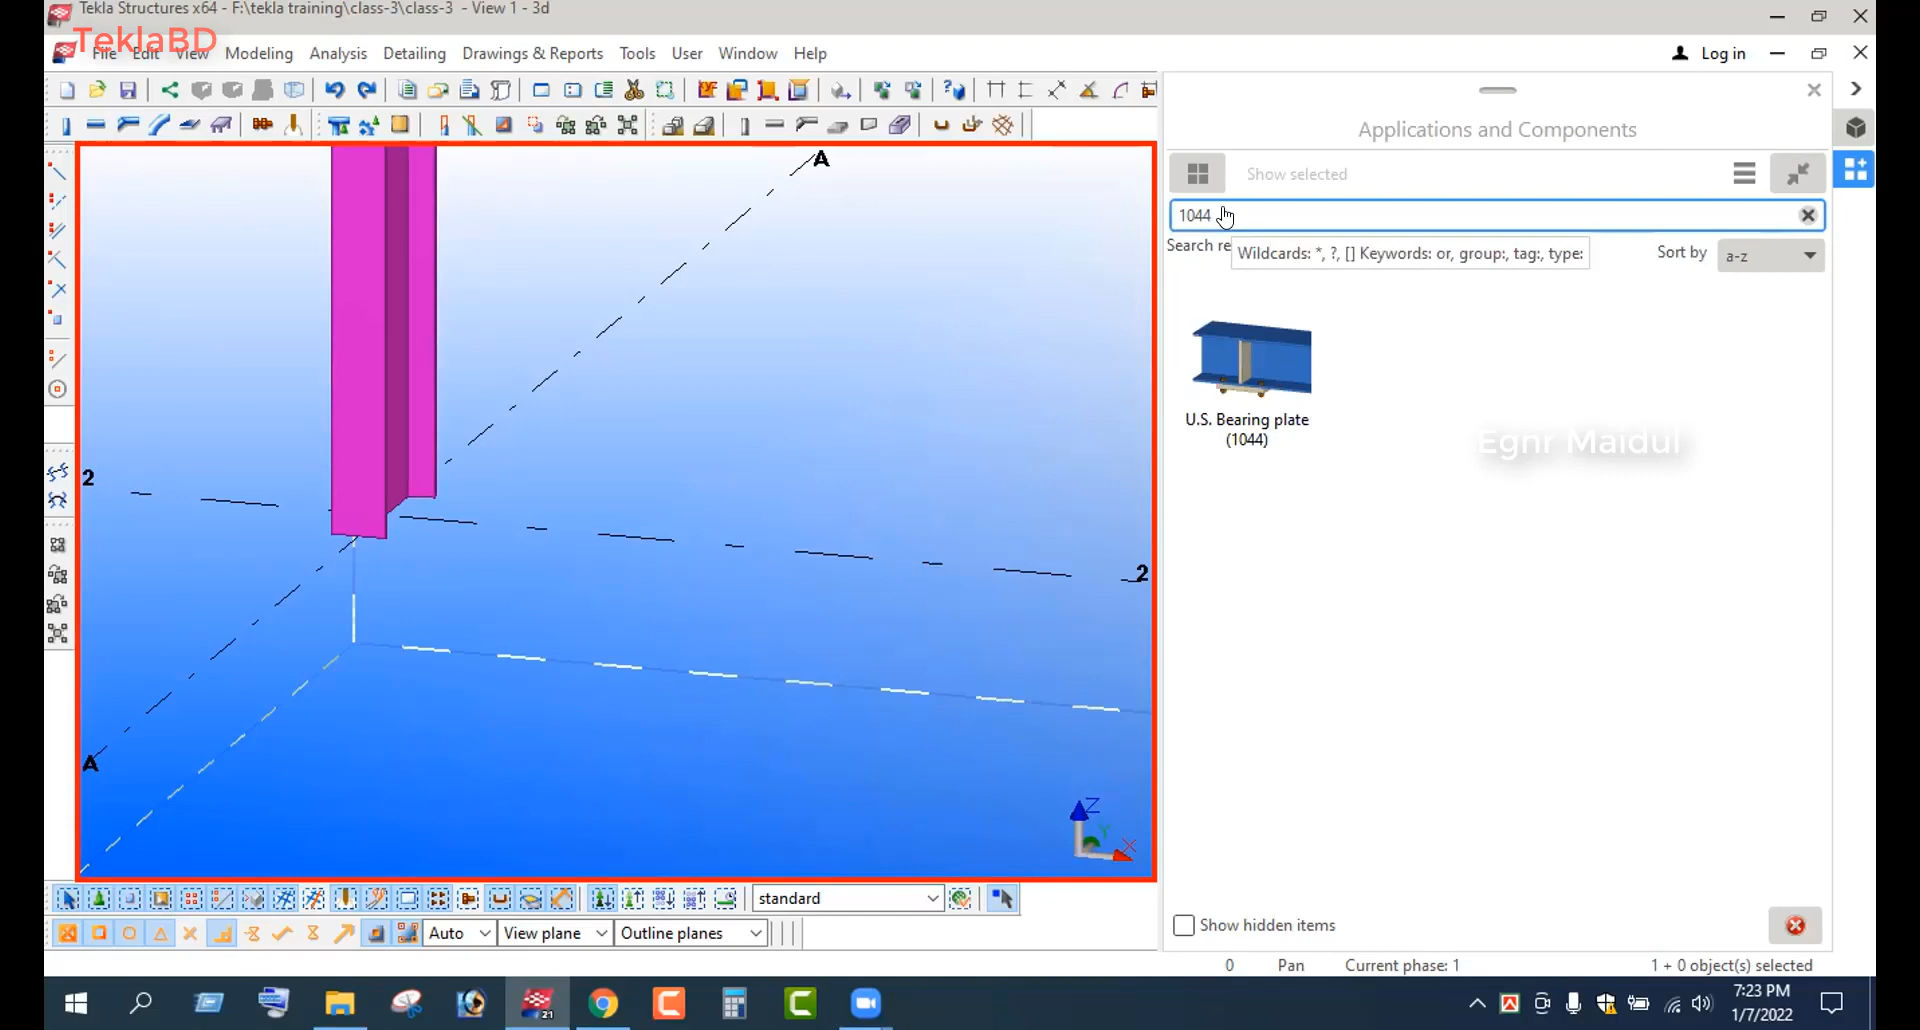 Tekla Structures x64 - F:\tekla training\class-3\class-3 - View 1 - 3d
TeklaBD
File Edit View Modeling Analysis Detailing Drawings & Reports Tools User Window Help
Log in
Applications and Components
Show selected
1044
Search re
Wildcards: *, ?, [] Keywords: or, group:, tag:, type:
Sort by
a-z
U.S. Bearing plate
(1044)
Egnr Maidul
A
2
2
A
Z
Y
X
standard
Auto
View plane
Outline planes
Show hidden items
0 Pan Current phase: 1 1 + 0 object(s) selected
21
7:23 PM
1/7/2022